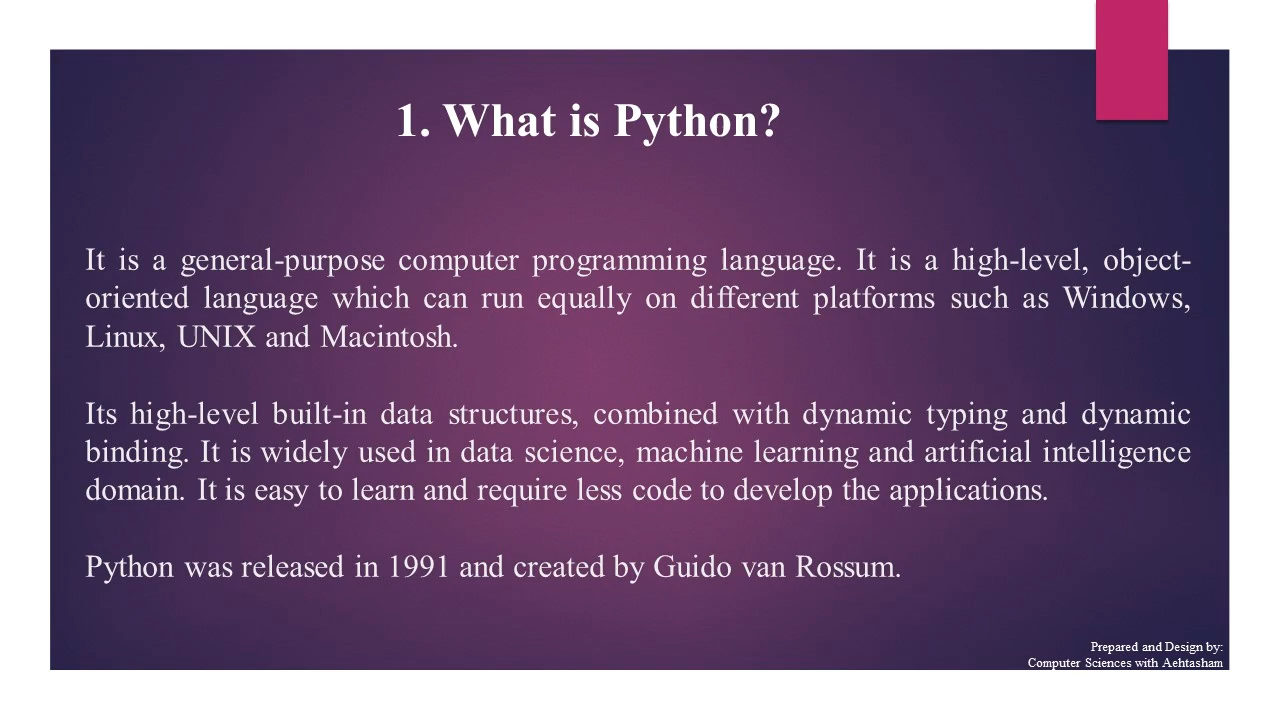 1. What is Python?
It is a general-purpose computer programming language. It is a high-level, object-
oriented language which can run equally on different platforms such as Windows,
Linux, UNIX and Macintosh.
Its high-level built-in data structures, combined with dynamic typing and dynamic
binding. It is widely used in data science, machine learning and artificial intelligence
domain. It is easy to learn and require less code to develop the applications.
Python was released in 1991 and created by Guido van Rossum.
Prepared and Design by:
Computer Sciences with Aehtasham